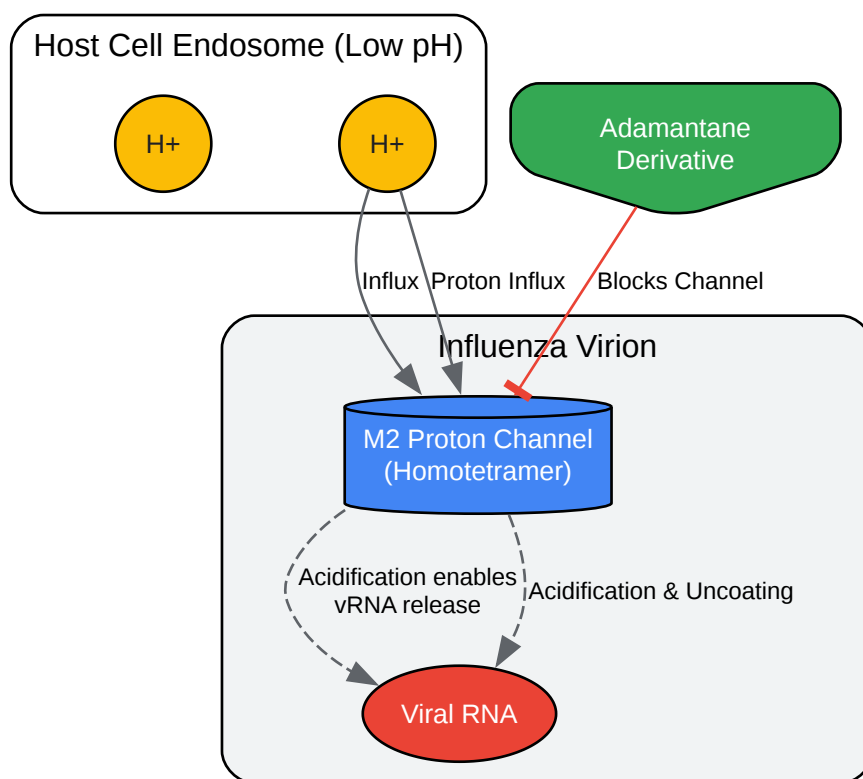 Host Cell Endosome (Low pH)
H+
H+
Adamantane
Derivative
Influx
Proton Influx
Blocks Channel
Influenza Virion
M2 Proton Channel
(Homotetramer)
Acidification enables
vRNA release
Acidification & Uncoating
Viral RNA